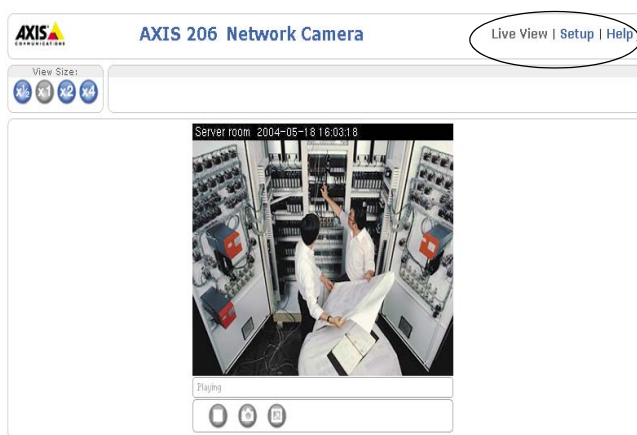 AXIS
COMMUNICATIONS
AXIS 206 Network Camera
Live View | Setup | Help
View Size:
x½ x1 x2 x4
Server room 2004-05-18 16:03:18
Playing